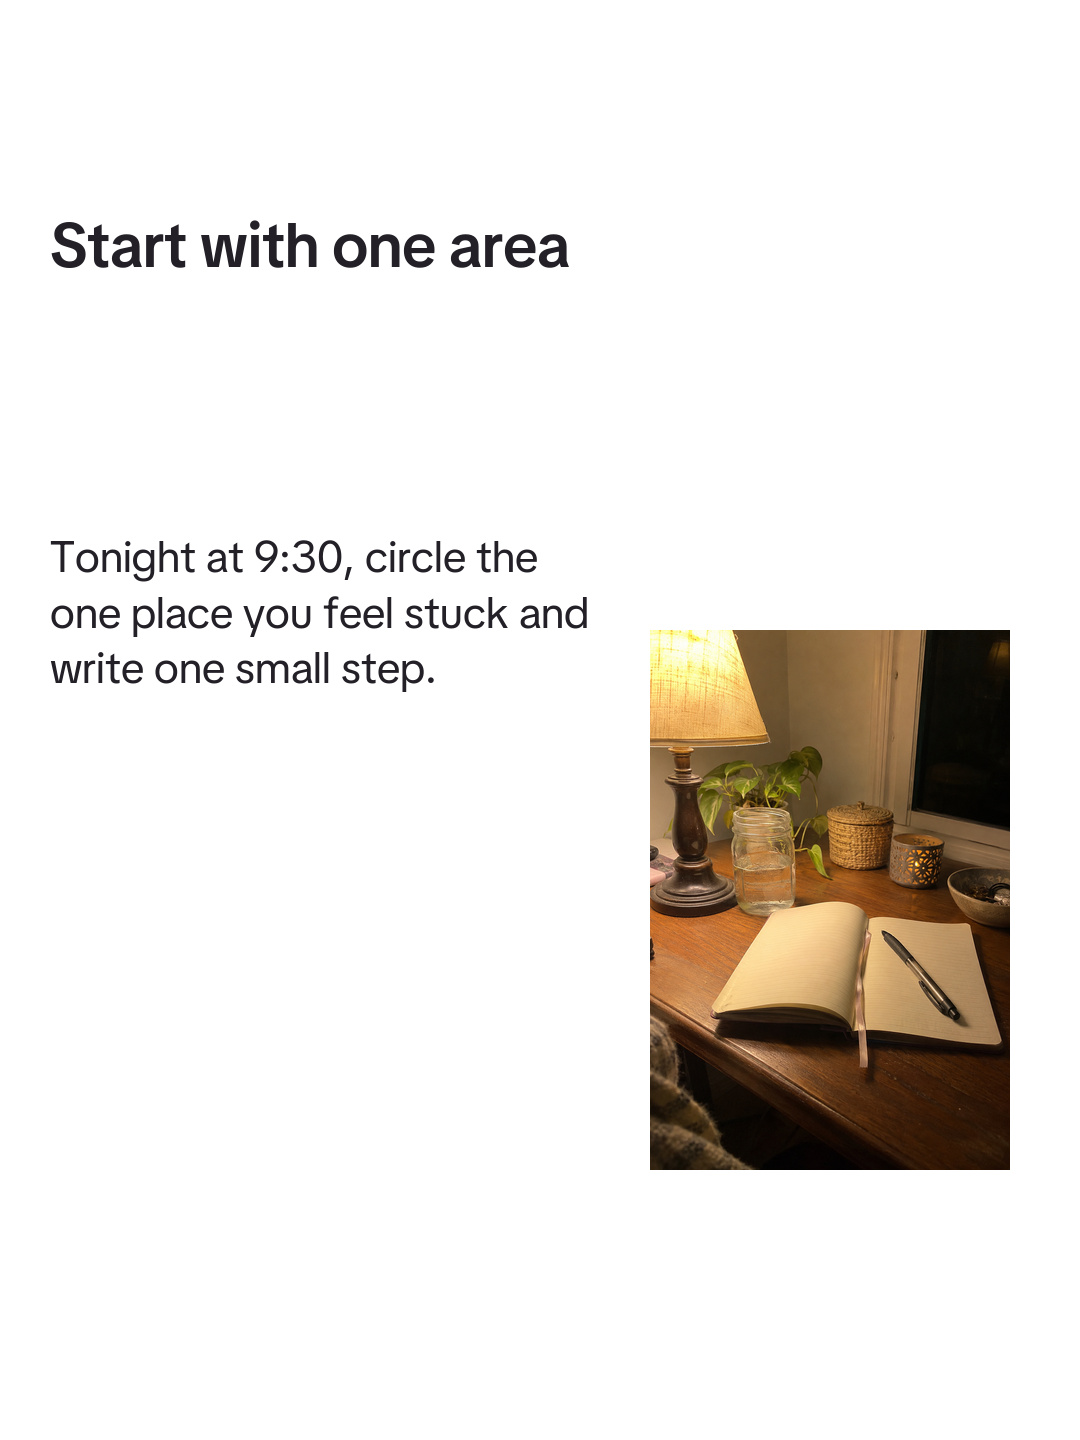 Start with one area
Tonight at 9:30, circle the
one place you feel stuck and
write one small step.